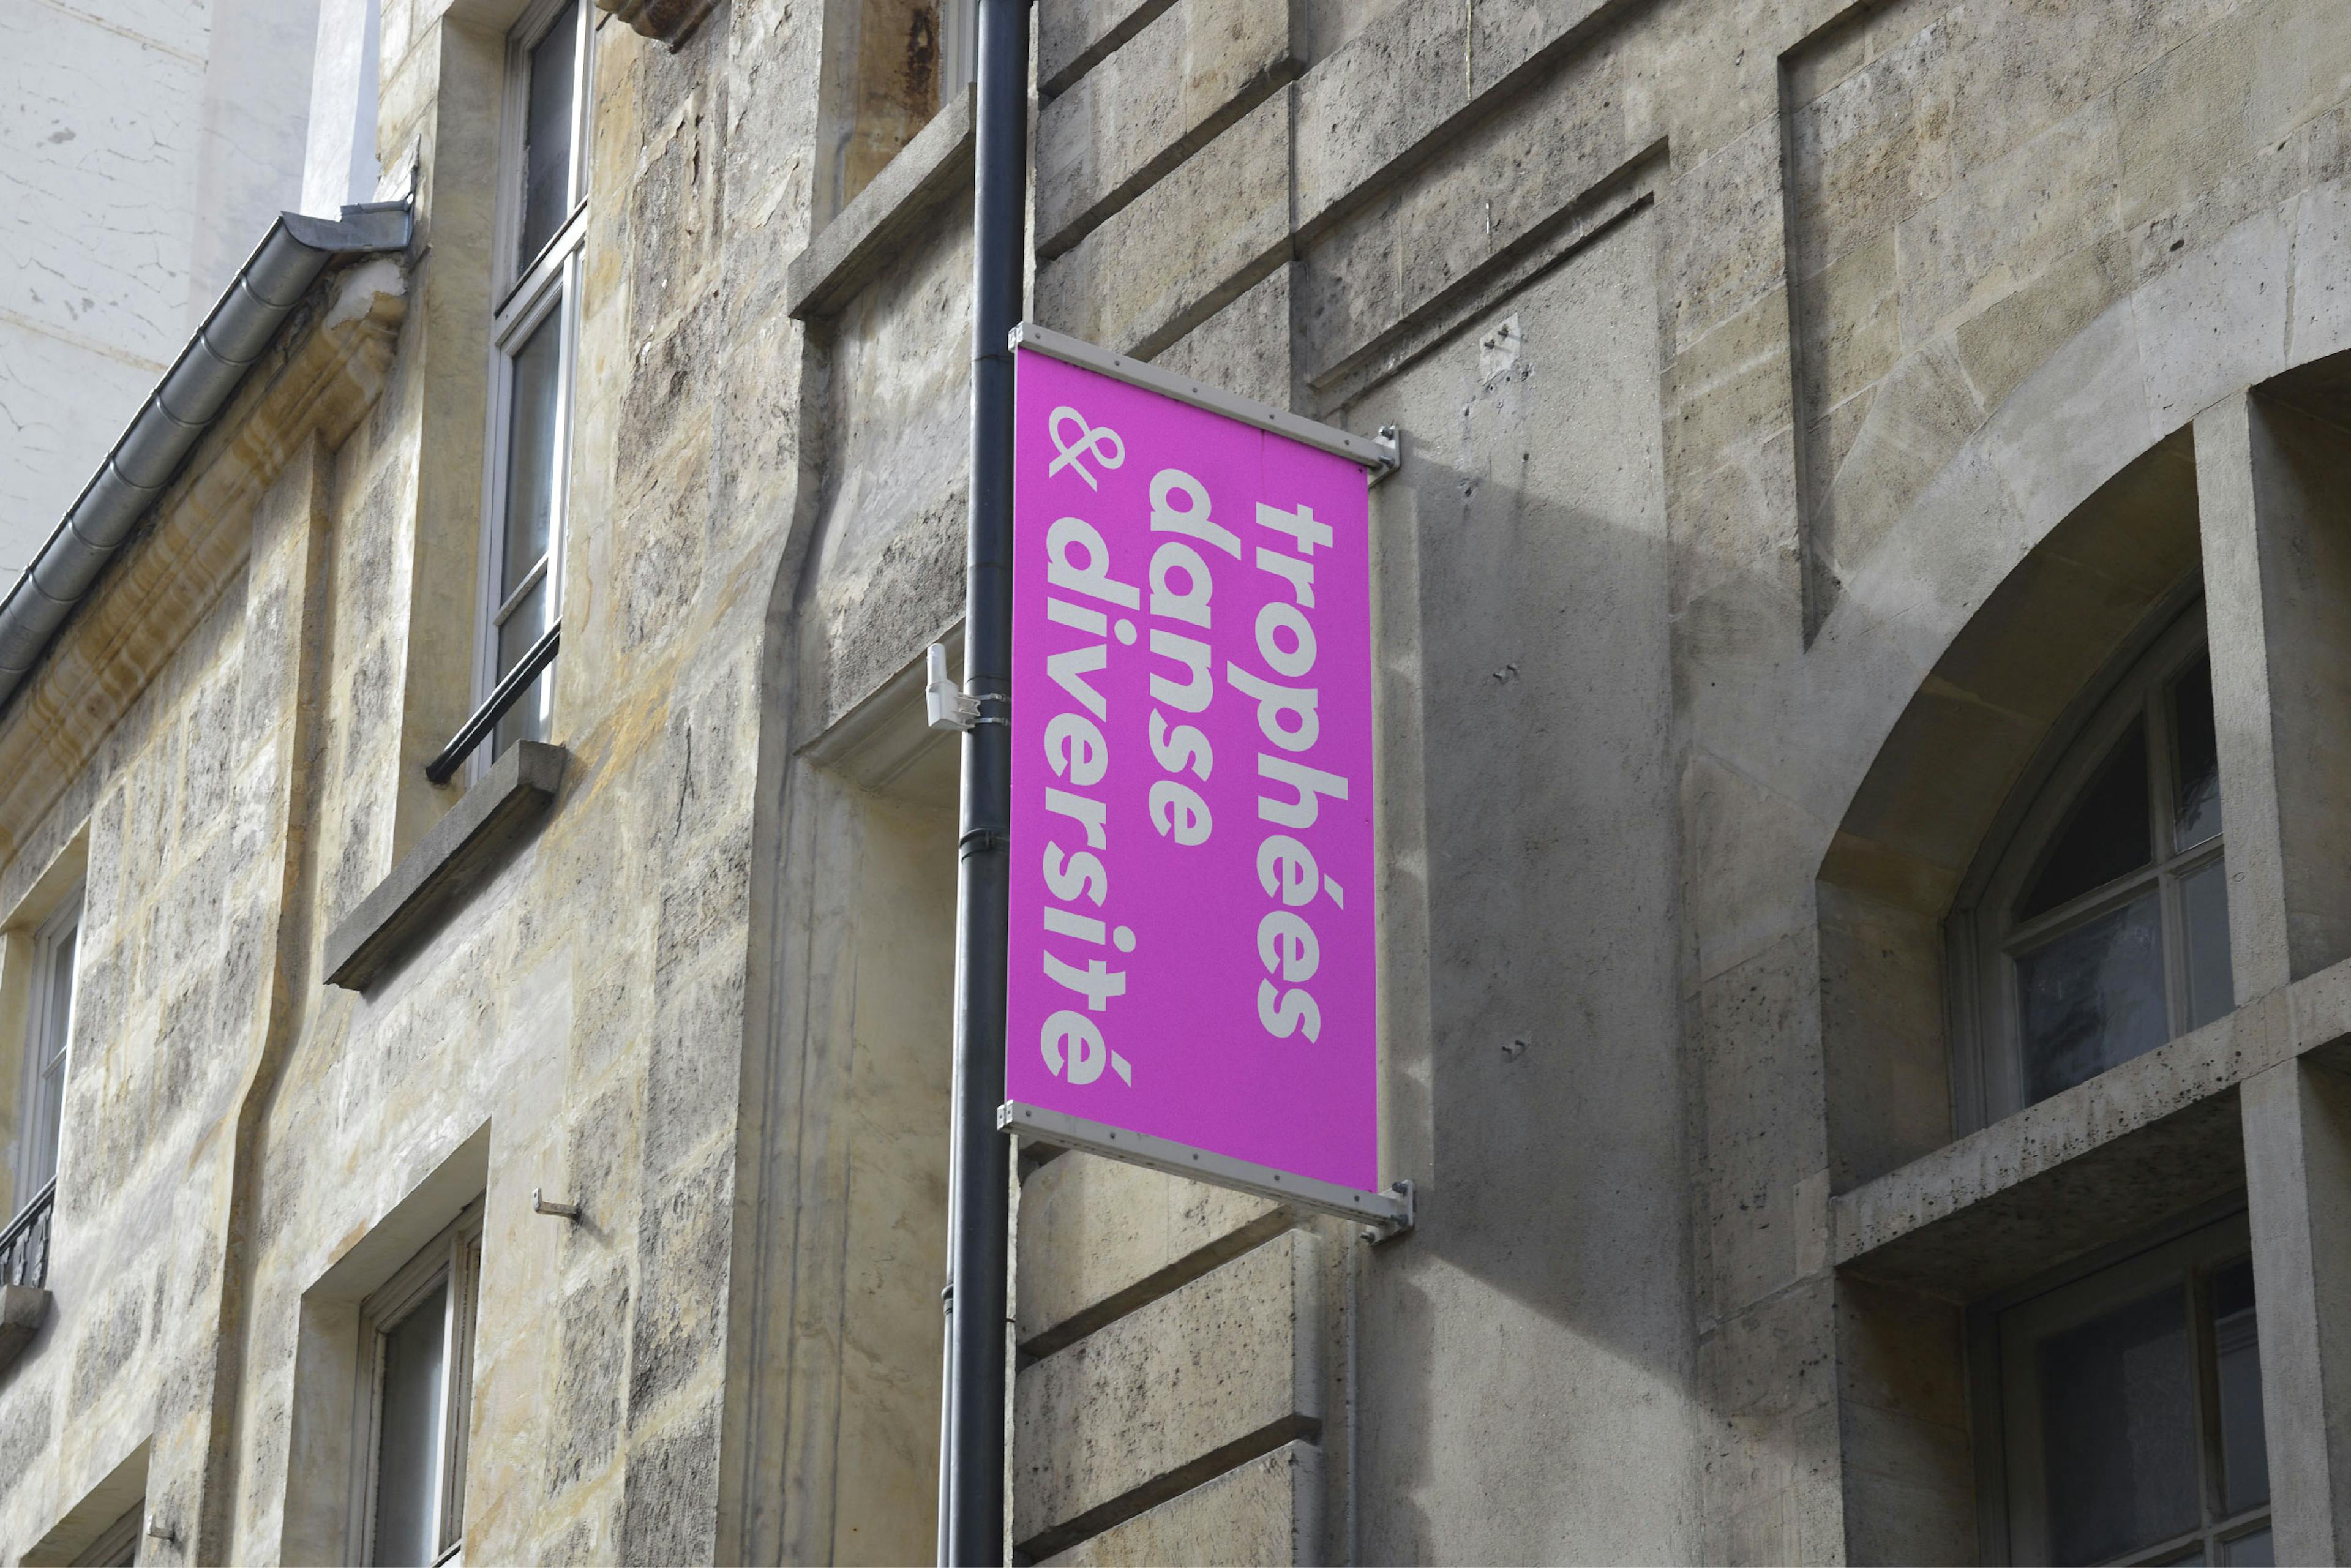 trophées
danse
& diversité